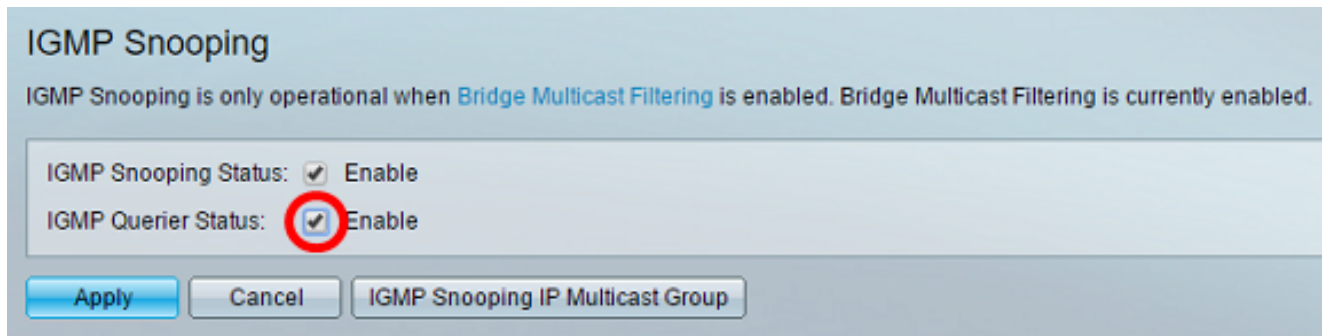 IGMP Snooping
IGMP Snooping is only operational when Bridge Multicast Filtering is enabled. Bridge Multicast Filtering is currently enabled.
IGMP Snooping Status: Enable
IGMP Querier Status: Enable
Apply Cancel IGMP Snooping IP Multicast Group